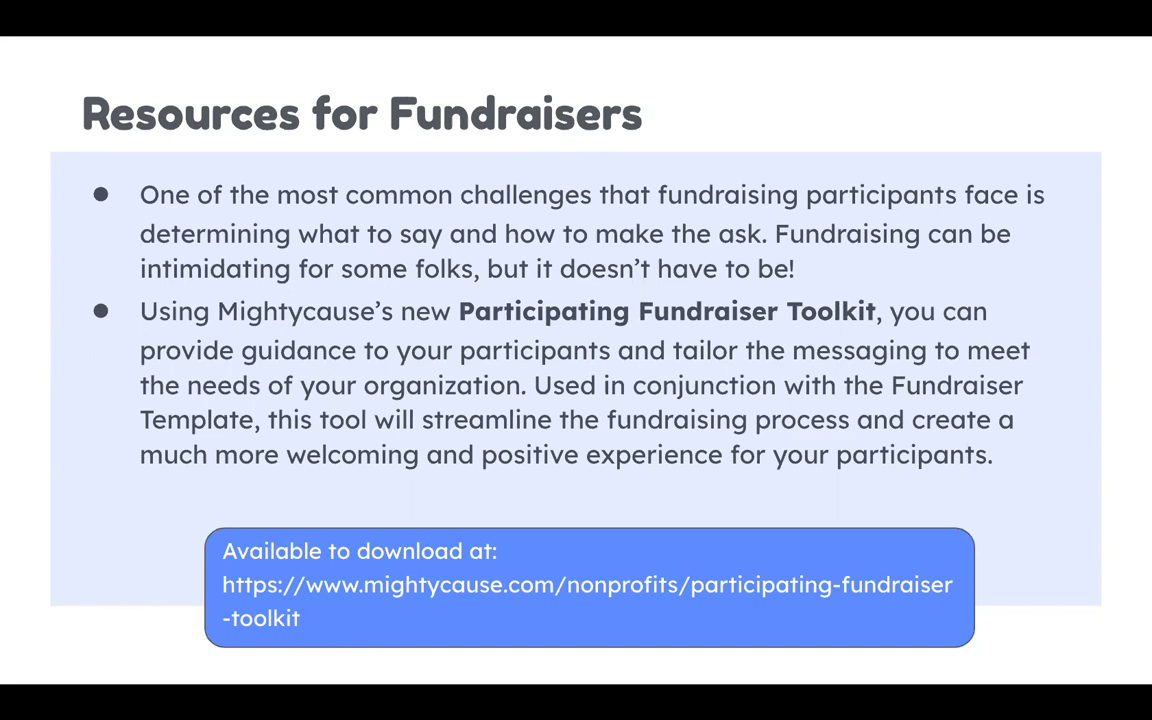 Resources for Fundraisers
● One of the most common challenges that fundraising participants face is
determining what to say and how to make the ask. Fundraising can be
intimidating for some folks, but it doesn’t have to be!
● Using Mightycause’s new Participating Fundraiser Toolkit, you can
provide guidance to your participants and tailor the messaging to meet
the needs of your organization. Used in conjunction with the Fundraiser
Template, this tool will streamline the fundraising process and create a
much more welcoming and positive experience for your participants.
Available to download at:
https://www.mightycause.com/nonprofits/participating-fundraiser
-toolkit